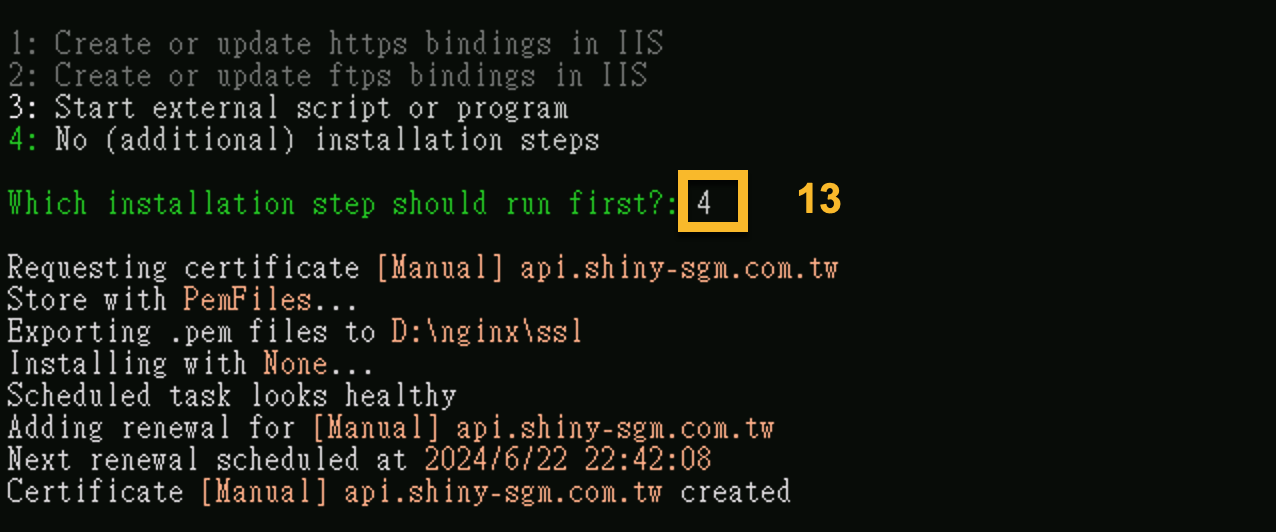 1: Create or update https bindings in IIS
2: Create or update ftps bindings in IIS
3: Start external script or program
4: No (additional) installation steps
Which installation step should run first?: 4
13
Requesting certificate [Manual] api.shiny-sgm.com.tw
Store with PemFiles...
Exporting .pem files to D:\nginx\ssl
Installing with None...
Scheduled task looks healthy
Adding renewal for [Manual] api.shiny-sgm.com.tw
Next renewal scheduled at 2024/6/22 22:42:08
Certificate [Manual] api.shiny-sgm.com.tw created